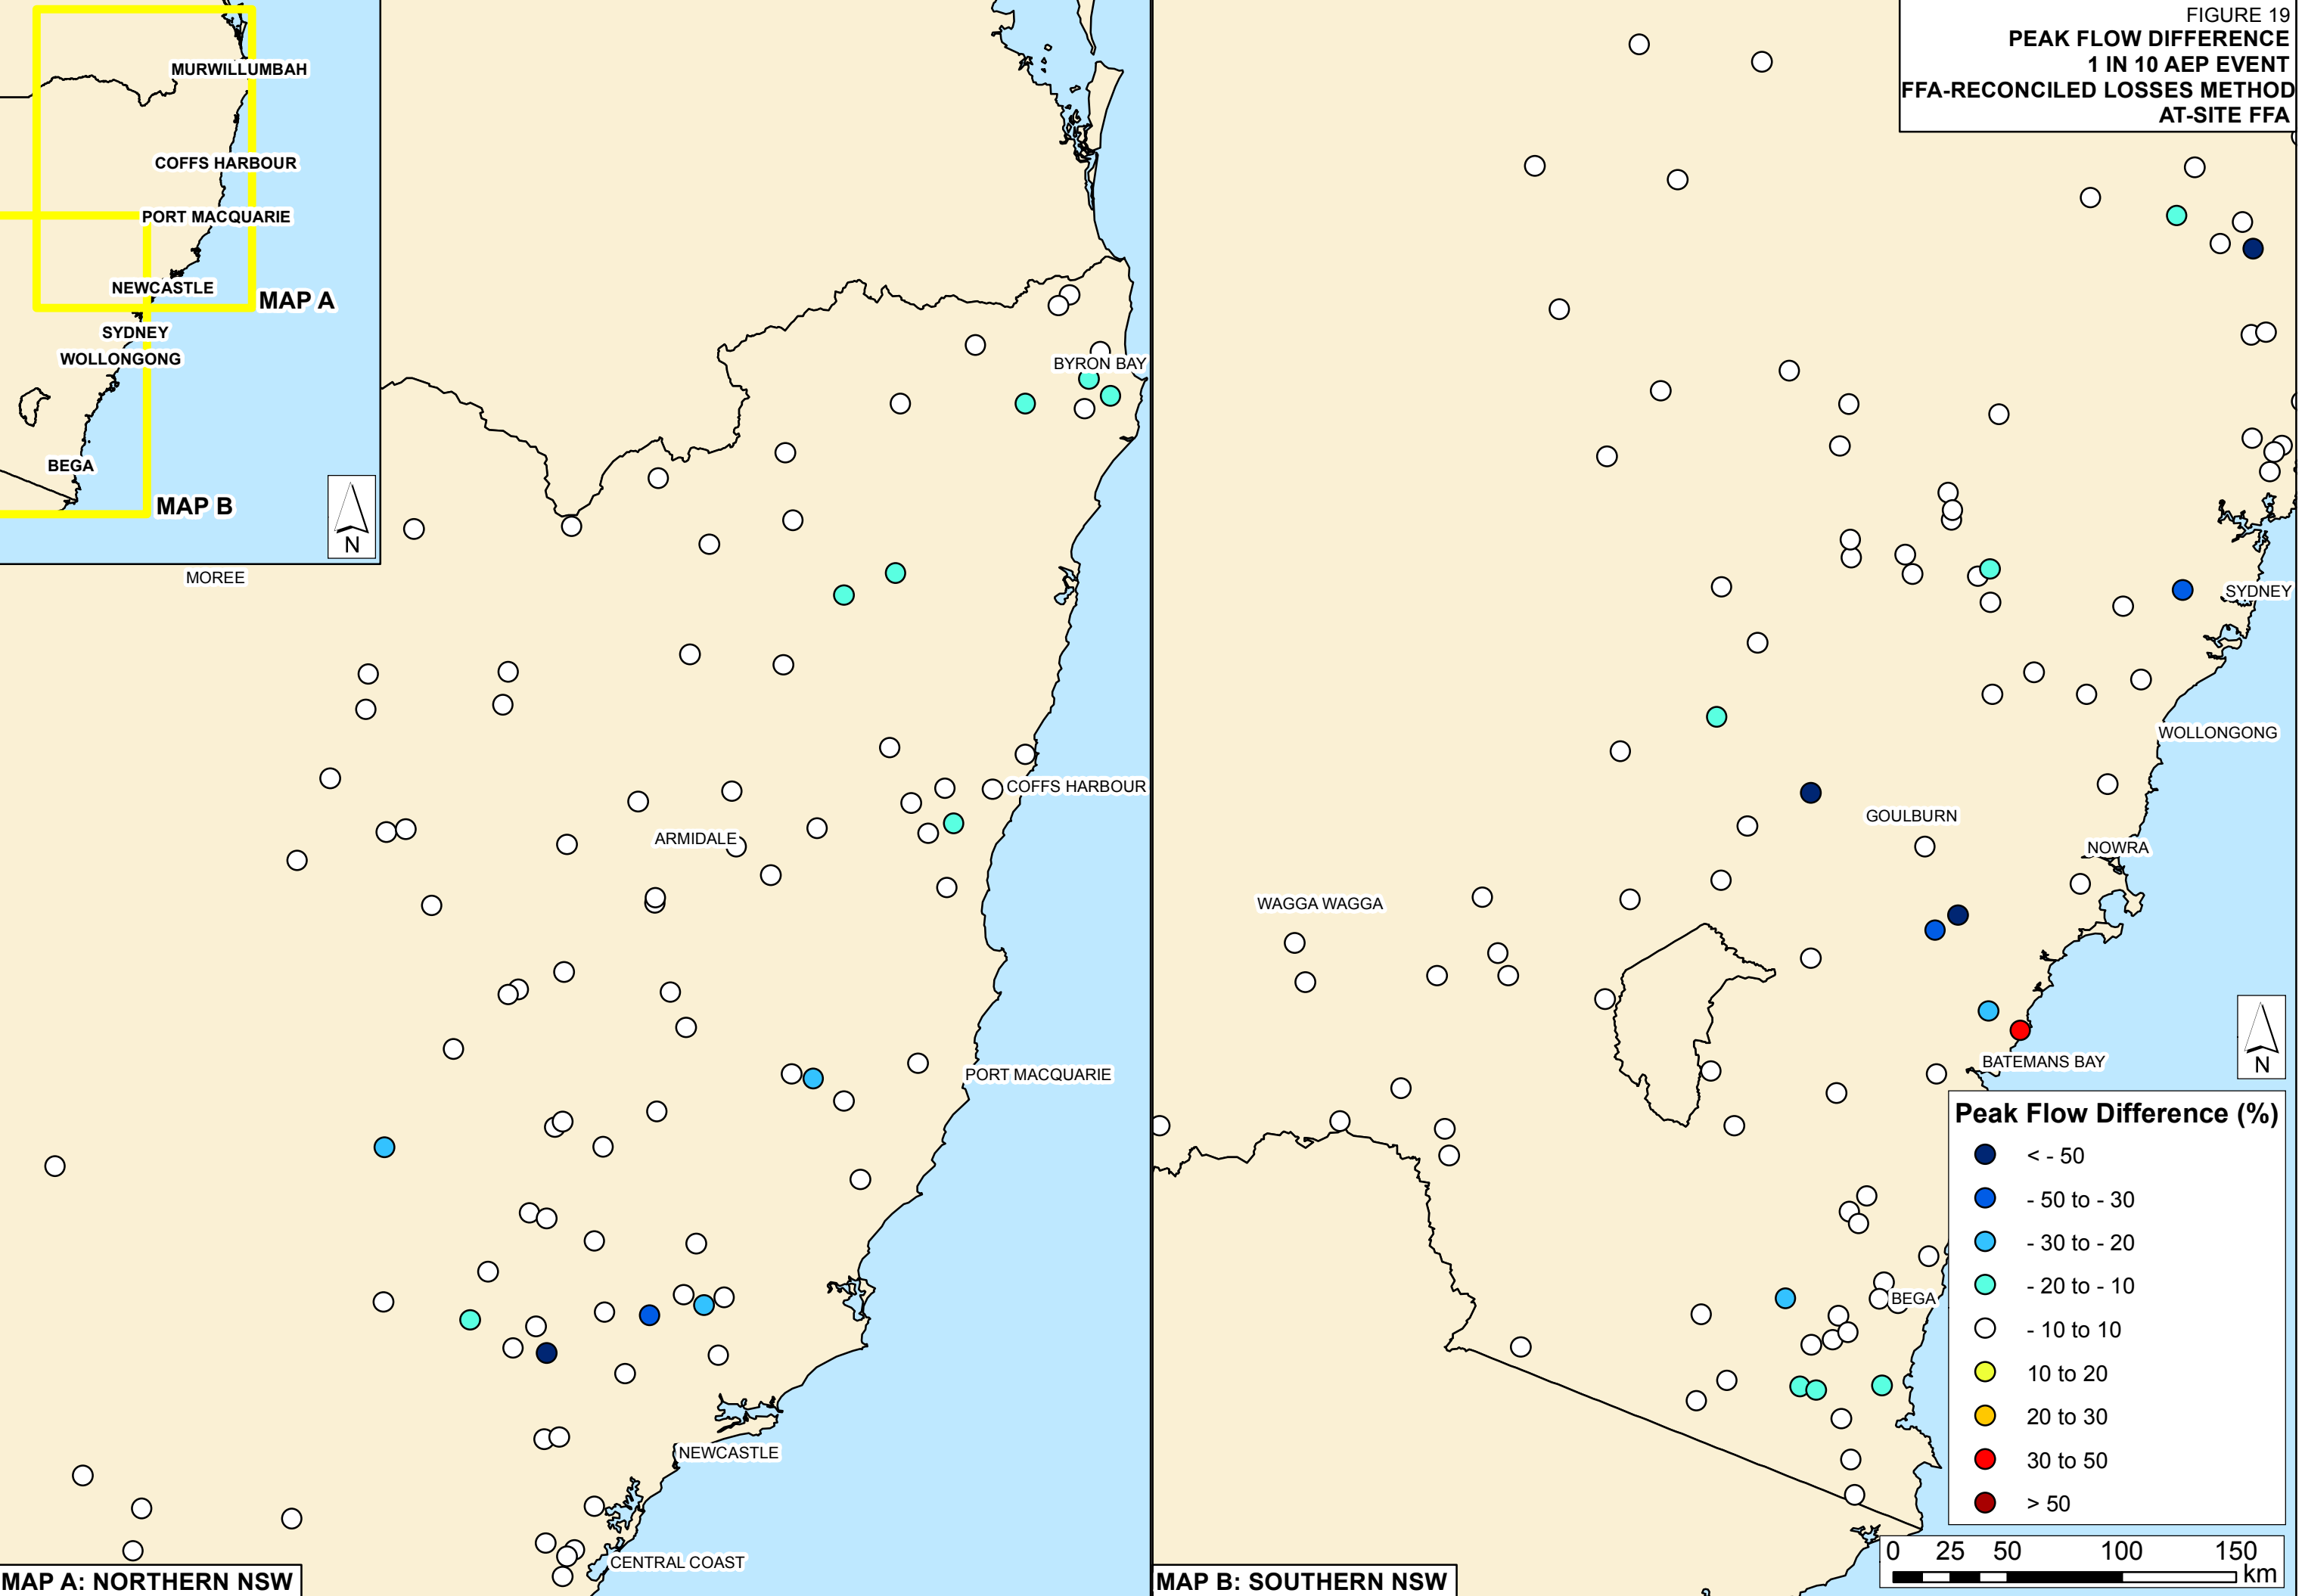 MURWILLUMBAH
COFFS HARBOUR
PORT MACQUARIE
NEWCASTLE
MAP A
SYDNEY
WOLLONGONG
BEGA
MAP B
N
MOREE
BYRON BAY
COFFS HARBOUR
ARMIDALE
PORT MACQUARIE
NEWCASTLE
CENTRAL COAST
MAP A: NORTHERN NSW
FIGURE 19
PEAK FLOW DIFFERENCE
1 IN 10 AEP EVENT
FFA-RECONCILED LOSSES METHOD
AT-SITE FFA
SYDNEY
WOLLONGONG
GOULBURN
NOWRA
WAGGA WAGGA
BATEMANS BAY
BEGA
N
Peak Flow Difference (%)
< - 50
- 50 to - 30
- 30 to - 20
- 20 to - 10
- 10 to 10
10 to 20
20 to 30
30 to 50
> 50
0 25 50 100 150
km
MAP B: SOUTHERN NSW